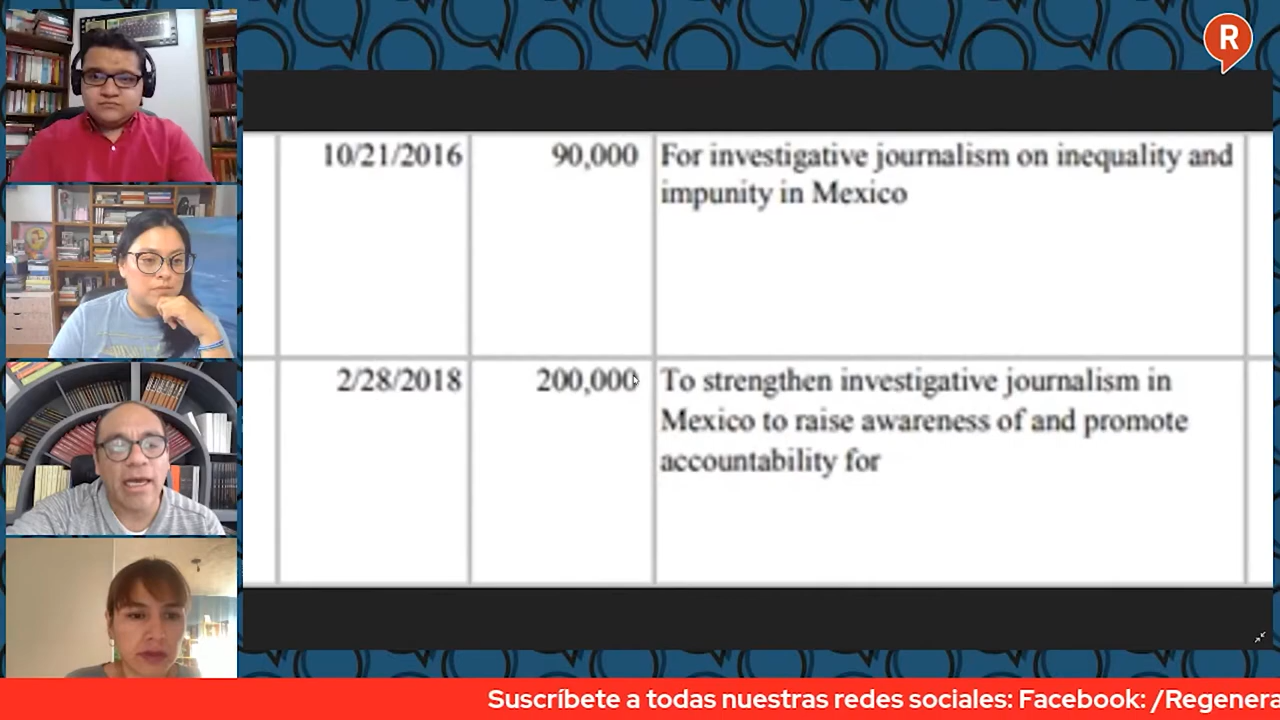 R
10/21/2016 90,000 For investigative journalism on inequality and
impunity in Mexico
2/28/2018 200,000 To strengthen investigative journalism in
Mexico to raise awareness of and promote
accountability for
Suscríbete a todas nuestras redes sociales: Facebook: /Regenera